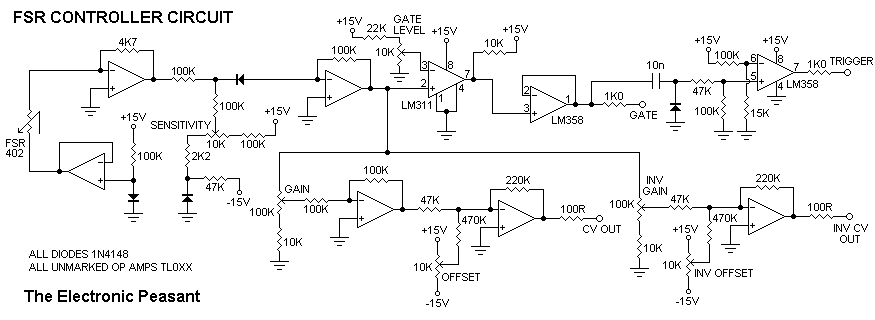 FSR CONTROLLER CIRCUIT
+15V
GATE
LEVEL
22K
+15V
+15V
4K7
100K
10K
10K
8
3
2
7
1
4
LM311
100K
10n
+15V
100K
+15V
6
8
7
5
4
1K0
TRIGGER
LM358
47K
100K
15K
2
3
1
1K0
LM358
GATE
FSR
402
+15V
100K
SENSITIVITY
100K
+15V
10K
100K
2K2
47K
-15V
GAIN
100K
100K
100K
10K
47K
220K
470K
+15V
10K
OFFSET
-15V
100R
CV OUT
INV
GAIN
100K
10K
47K
220K
470K
+15V
10K
INV OFFSET
-15V
100R
INV CV
OUT
ALL DIODES 1N4148
ALL UNMARKED OP AMPS TL0XX
The Electronic Peasant